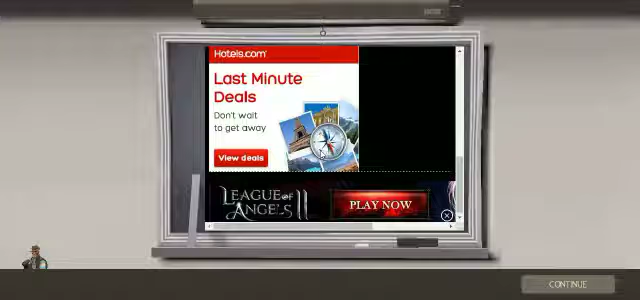 Hotels.com
Last Minute
Deals
Don't wait
to get away
View deals
LEAGUE OF
ANGELS II
PLAY NOW
CONTINUE